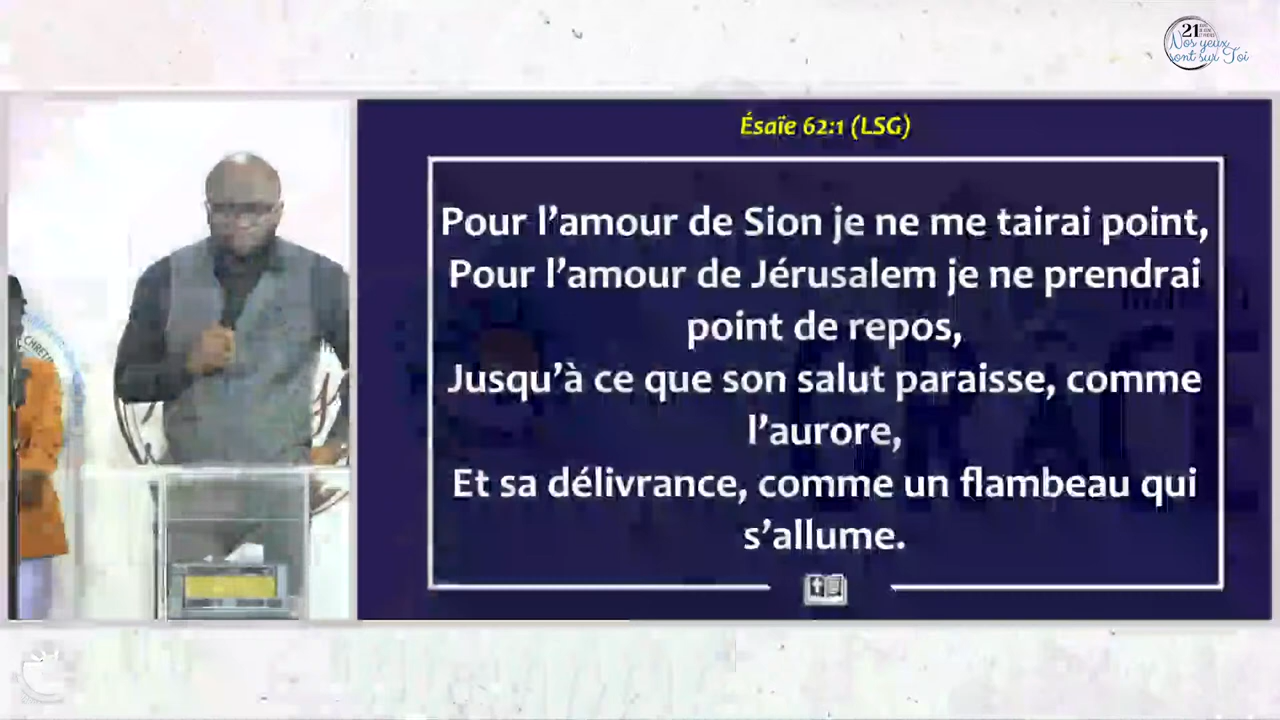 21
Nos yeux
sont sur Toi
Ésaïe 62:1 (LSG)
Pour l’amour de Sion je ne me tairai point,
Pour l’amour de Jérusalem je ne prendrai
point de repos,
Jusqu’à ce que son salut paraisse, comme
l’aurore,
Et sa délivrance, comme un flambeau qui
s’allume.